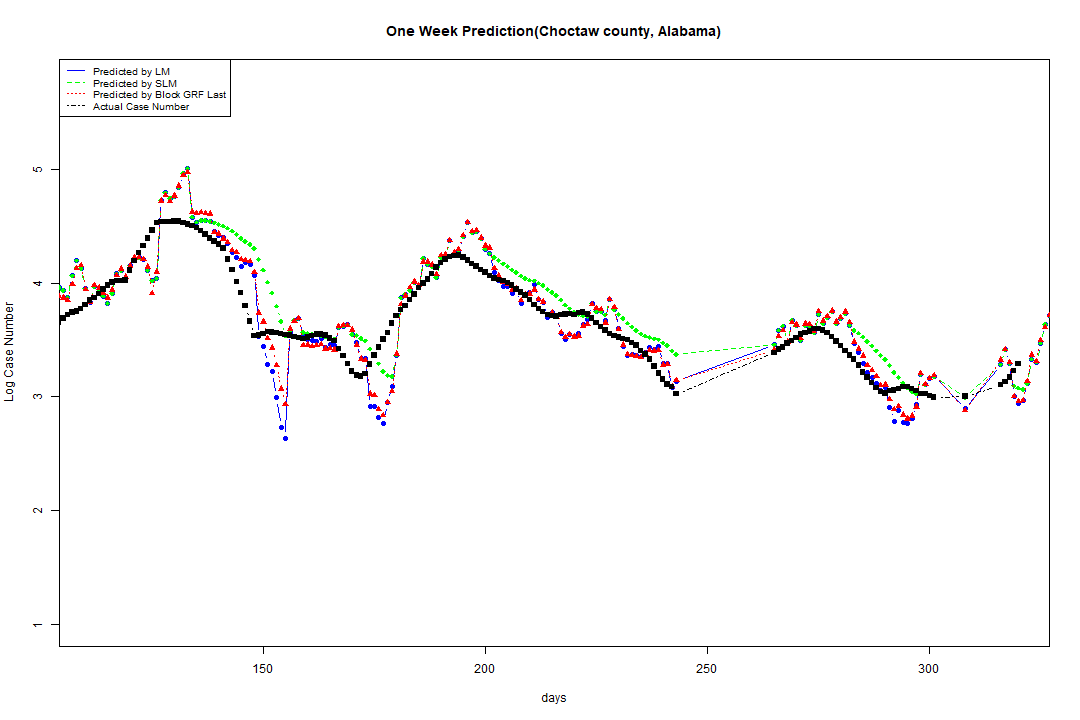 One Week Prediction(Choctaw county, Alabama)
Predicted by LM
Predicted by SLM
Predicted by Block GRF Last
Actual Case Number
5
4
3
2
1
Log Case Number
150 200 250 300
days